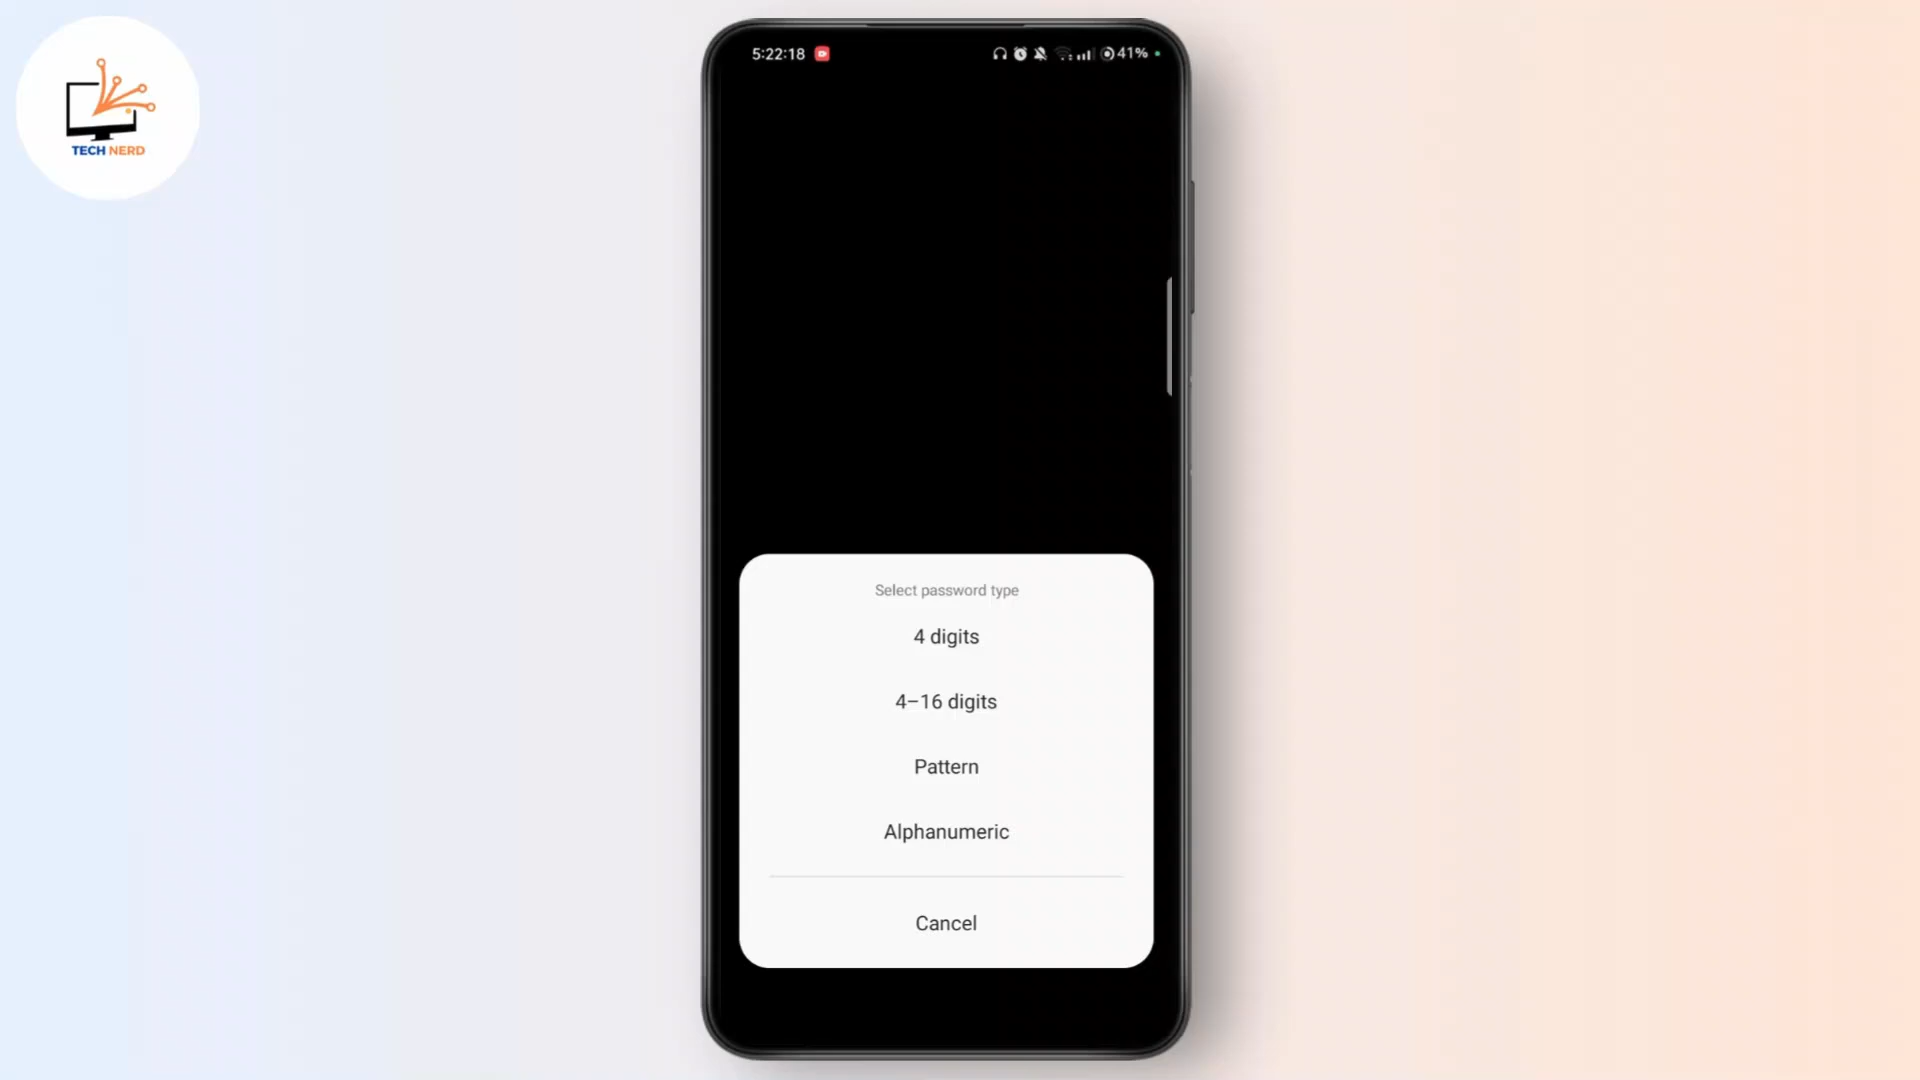 TECH NERD
5:22:18
41%
Select password type
4 digits
4–16 digits
Pattern
Alphanumeric
Cancel